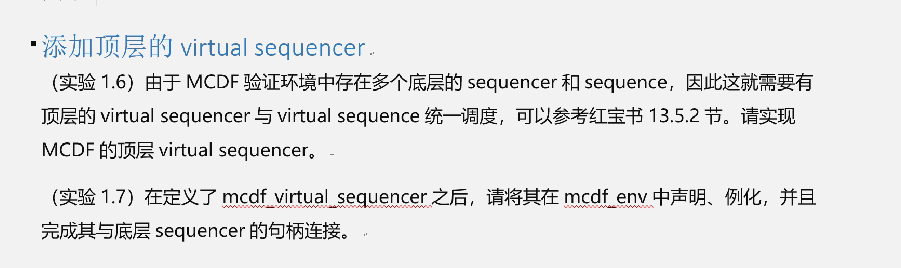 添加顶层的 virtual sequencer
（实验 1.6）由于 MCDF 验证环境中存在多个底层的 sequencer 和 sequence，因此这就需要有
顶层的 virtual sequencer 与 virtual sequence 统一调度，可以参考红宝书 13.5.2 节。请实现
MCDF 的顶层 virtual sequencer。
（实验 1.7）在定义了 mcdf_virtual_sequencer 之后，请将其在 mcdf_env 中声明、例化，并且
完成其与底层 sequencer 的句柄连接。